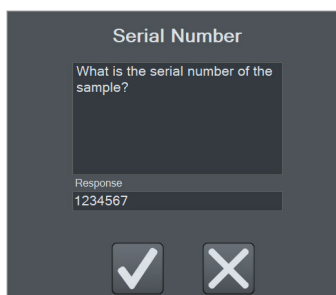 Serial Number
What is the serial number of the
sample?
Response
1234567